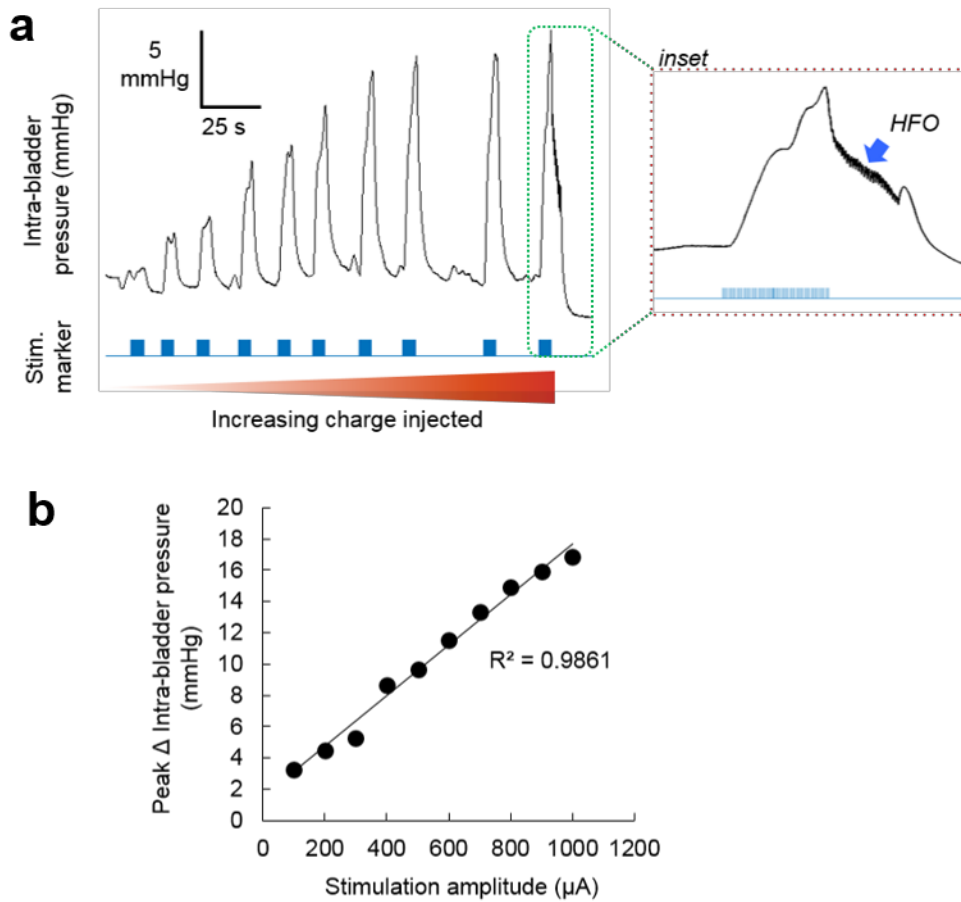 a
5
mmHg
25 s
Intra-bladder
pressure (mmHg)
inset
HFO
Stim.
marker
Increasing charge injected
b
20
18
16
14
12
10
8
6
4
2
0
Peak Δ Intra-bladder pressure
(mmHg)
R² = 0.9861
0 200 400 600 800 1000 1200
Stimulation amplitude (µA)